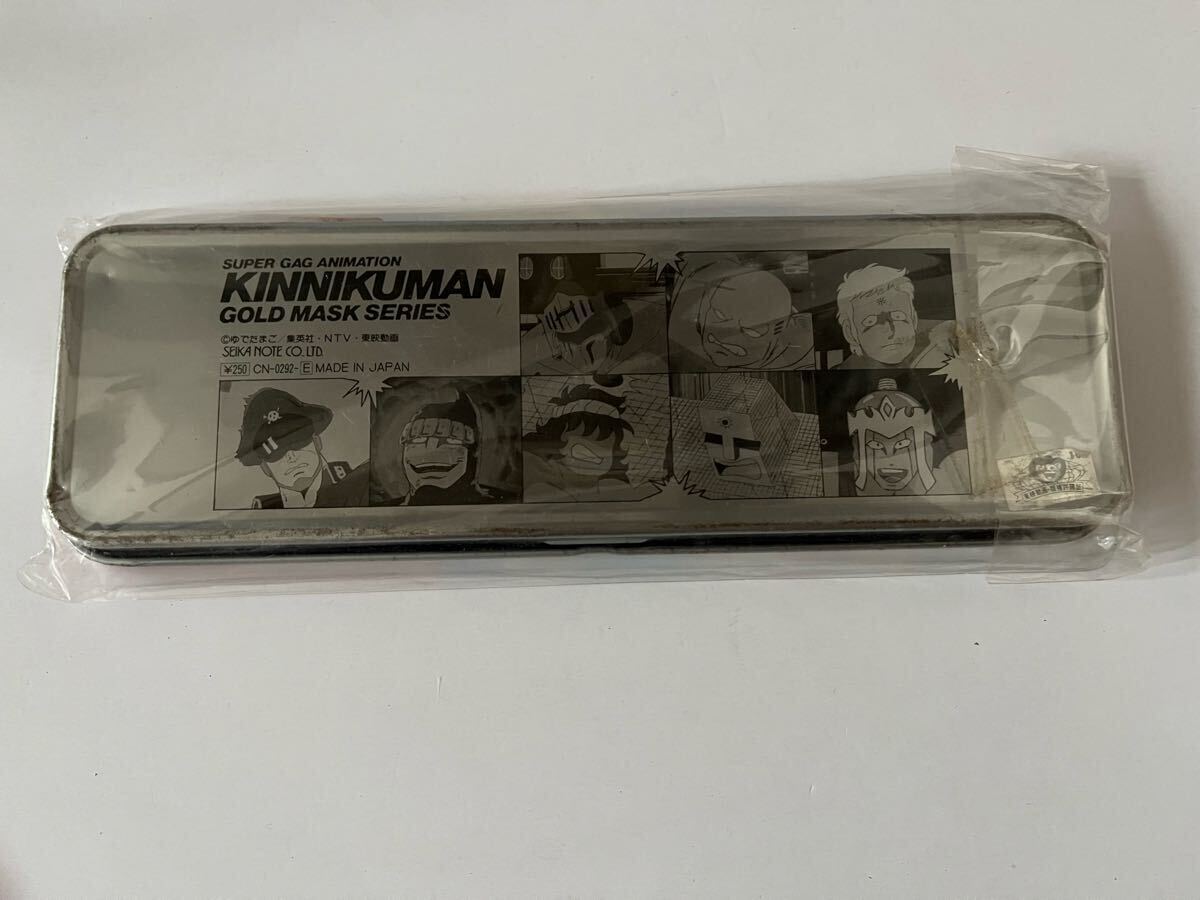 SUPER GAG ANIMATION
KINNIKUMAN
GOLD MASK SERIES
©ゆでたまご/集英社・NTV・東映動画
SEIKA NOTE CO. LTD.
¥250 CN-0292-E MADE IN JAPAN